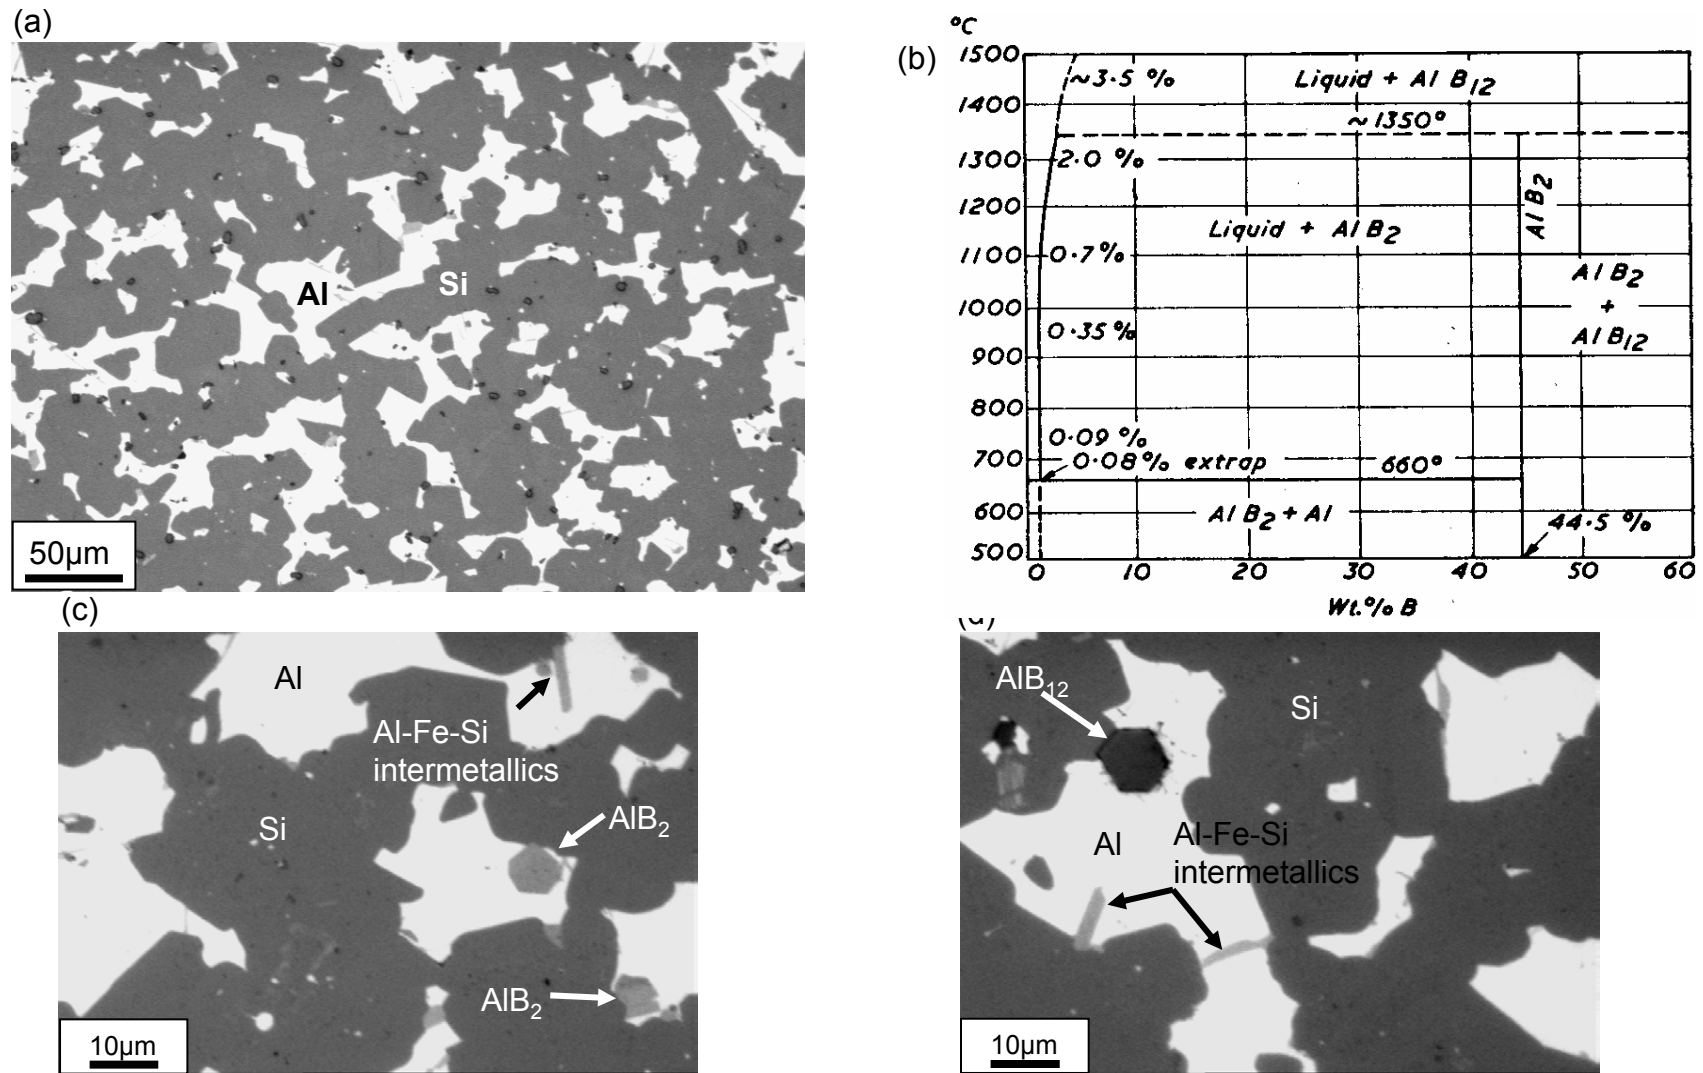 (a)
Al
Si
50µm
(b)
°C
1500
1400
1300
1200
1100
1000
900
800
700
600
500
~3.5 %
Liquid + Al B12
~1350°
2.0 %
Al B2
Liquid + Al B2
0.7 %
Al B2
+
Al B12
0.35 %
0.09 %
0.08% extrap
660°
Al B2 + Al
44.5 %
0 10 20 30 40 50 60
Wt.% B
(c)
Al
Al-Fe-Si
intermetallics
AlB2
Si
AlB2
10µm
(d)
AlB12
Si
Al
Al-Fe-Si
intermetallics
10µm